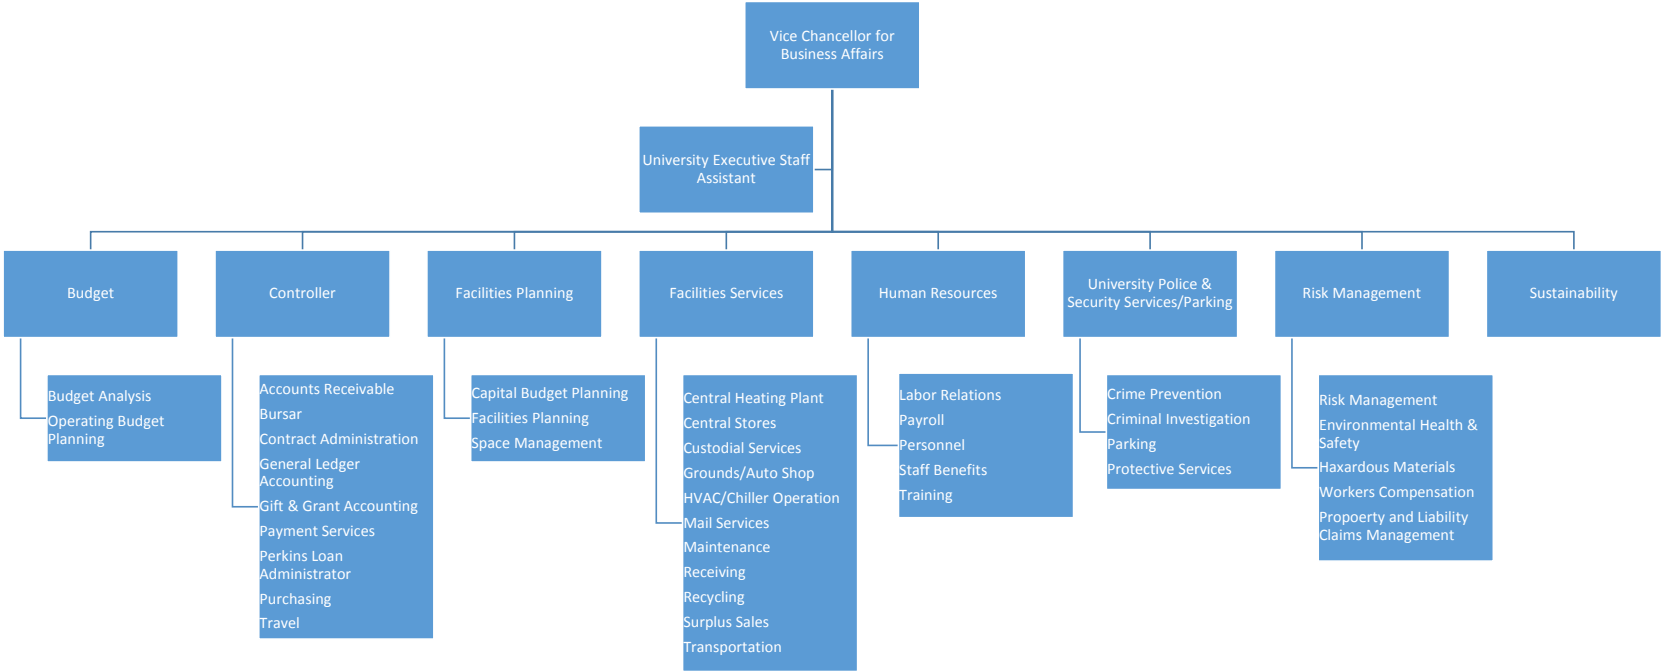 Vice Chancellor for
Business Affairs
University Executive Staff
Assistant
Budget
Controller
Facilities Planning
Facilities Services
Human Resources
University Police &
Security Services/Parking
Risk Management
Sustainability
Budget Analysis
Operating Budget
Planning
Accounts Receivable
Bursar
Contract Administration
General Ledger
Accounting
Gift & Grant Accounting
Payment Services
Perkins Loan
Administrator
Purchasing
Travel
Capital Budget Planning
Facilities Planning
Space Management
Central Heating Plant
Central Stores
Custodial Services
Grounds/Auto Shop
HVAC/Chiller Operation
Mail Services
Maintenance
Receiving
Recycling
Surplus Sales
Transportation
Labor Relations
Payroll
Personnel
Staff Benefits
Training
Crime Prevention
Criminal Investigation
Parking
Protective Services
Risk Management
Environmental Health &
Safety
Haxardous Materials
Workers Compensation
Propoerty and Liability
Claims Management